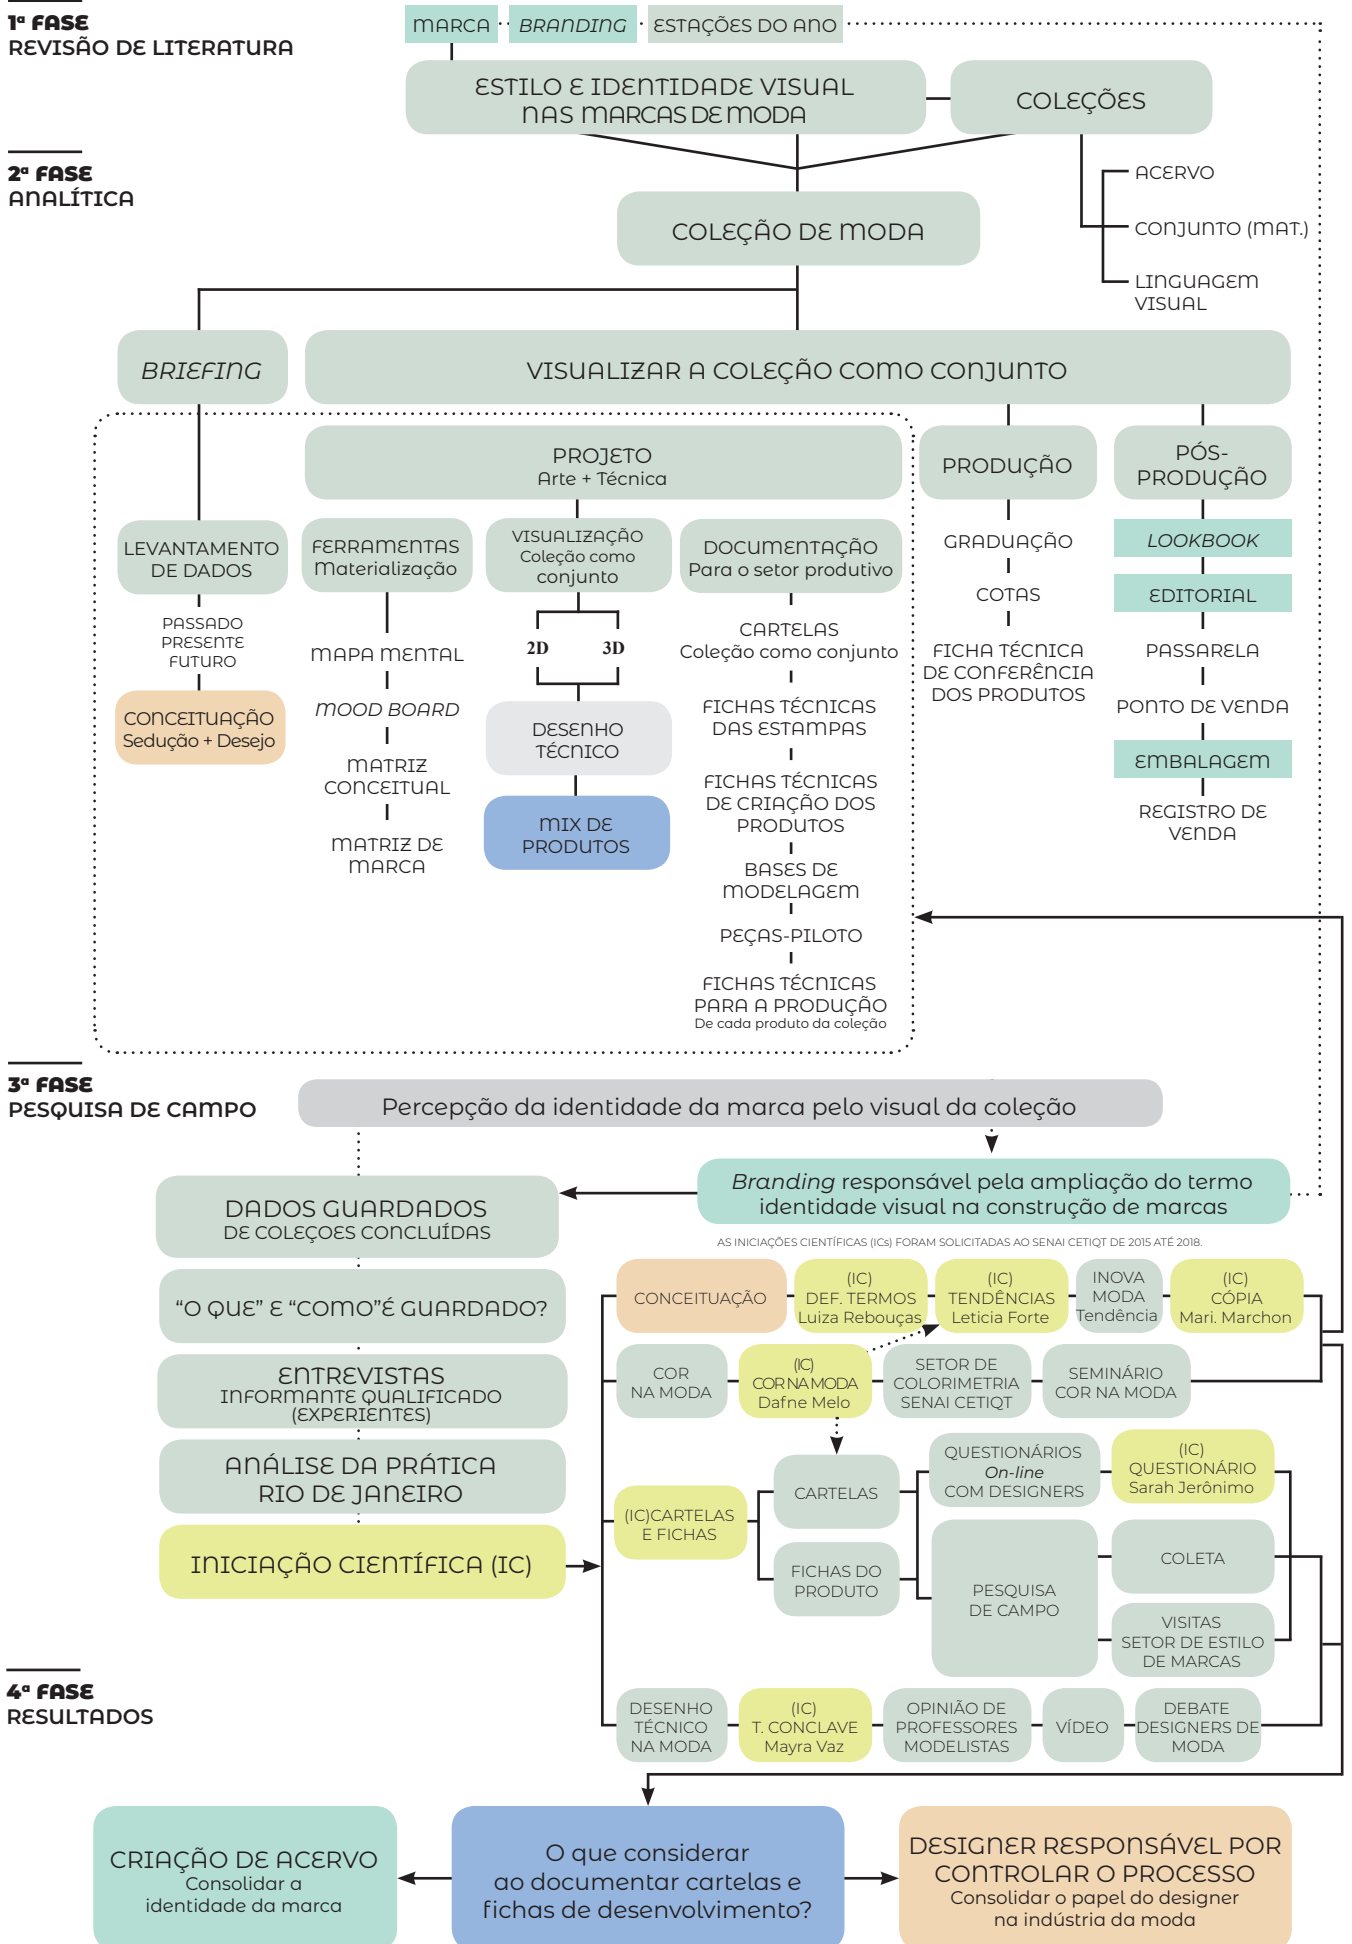 1ª FASE
REVISÃO DE LITERATURA
MARCA
BRANDING
ESTAÇÕES DO ANO
ESTILO E IDENTIDADE VISUAL
NAS MARCAS DE MODA
COLEÇÕES
2ª FASE
ANALÍTICA
ACERVO
CONJUNTO (MAT.)
LINGUAGEM
VISUAL
COLEÇÃO DE MODA
BRIEFING
VISUALIZAR A COLEÇÃO COMO CONJUNTO
PROJETO
Arte + Técnica
PRODUÇÃO
PÓS-
PRODUÇÃO
LEVANTAMENTO
DE DADOS
PASSADO
PRESENTE
FUTURO
CONCEITUAÇÃO
Sedução + Desejo
FERRAMENTAS
Materialização
MAPA MENTAL
MOOD BOARD
MATRIZ
CONCEITUAL
MATRIZ DE
MARCA
VISUALIZAÇÃO
Coleção como
conjunto
2D
3D
DESENHO
TÉCNICO
MIX DE
PRODUTOS
DOCUMENTAÇÃO
Para o setor produtivo
CARTELAS
Coleção como conjunto
FICHAS TÉCNICAS
DAS ESTAMPAS
FICHAS TÉCNICAS
DE CRIAÇÃO DOS
PRODUTOS
BASES DE
MODELAGEM
PEÇAS-PILOTO
FICHAS TÉCNICAS
PARA A PRODUÇÃO
De cada produto da coleção
GRADUAÇÃO
COTAS
FICHA TÉCNICA
DE CONFERÊNCIA
DOS PRODUTOS
LOOKBOOK
EDITORIAL
PASSARELA
PONTO DE VENDA
EMBALAGEM
REGISTRO DE
VENDA
3ª FASE
PESQUISA DE CAMPO
Percepção da identidade da marca pelo visual da coleção
Branding responsável pela ampliação do termo
identidade visual na construção de marcas
AS INICIAÇÕES CIENTÍFICAS (ICs) FORAM SOLICITADAS AO SENAI CETIQT DE 2015 ATÉ 2018.
DADOS GUARDADOS
DE COLEÇOES CONCLUÍDAS
“O QUE” E “COMO”É GUARDADO?
ENTREVISTAS
INFORMANTE QUALIFICADO
(EXPERIENTES)
ANÁLISE DA PRÁTICA
RIO DE JANEIRO
INICIAÇÃO CIENTÍFICA (IC)
CONCEITUAÇÃO
(IC)
DEF. TERMOS
Luiza Rebouças
(IC)
TENDÊNCIAS
Leticia Forte
INOVA
MODA
Tendência
(IC)
CÓPIA
Mari. Marchon
COR
NA MODA
(IC)
COR NA MODA
Dafne Melo
SETOR DE
COLORIMETRIA
SENAI CETIQT
SEMINÁRIO
COR NA MODA
(IC)CARTELAS
E FICHAS
CARTELAS
FICHAS DO
PRODUTO
QUESTIONÁRIOS
On-line
COM DESIGNERS
(IC)
QUESTIONÁRIO
Sarah Jerônimo
PESQUISA
DE CAMPO
COLETA
VISITAS
SETOR DE ESTILO
DE MARCAS
DESENHO
TÉCNICO
NA MODA
(IC)
T. CONCLAVE
Mayra Vaz
OPINIÃO DE
PROFESSORES
MODELISTAS
VÍDEO
DEBATE
DESIGNERS DE
MODA
4ª FASE
RESULTADOS
CRIAÇÃO DE ACERVO
Consolidar a
identidade da marca
O que considerar
ao documentar cartelas e
fichas de desenvolvimento?
DESIGNER RESPONSÁVEL POR
CONTROLAR O PROCESSO
Consolidar o papel do designer
na indústria da moda